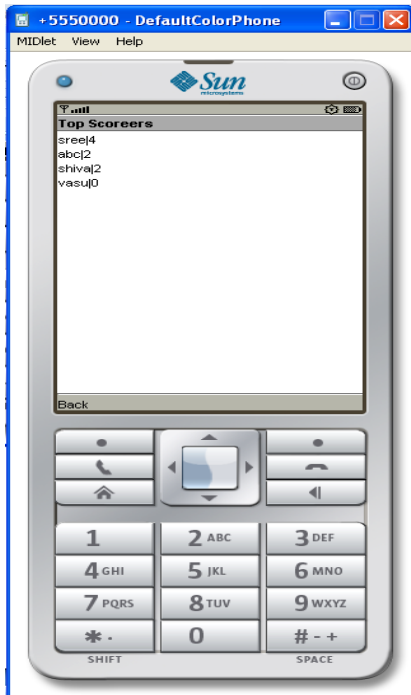 +5550000 - DefaultColorPhone
MIDlet View Help
Sun
microsystems
Top Scoreers
sree|4
abc|2
shiva|2
vasu|0
Back
1 2 ABC 3 DEF
4 GHI 5 JKL 6 MNO
7 PQRS 8 TUV 9 WXYZ
* . 0 # - +
SHIFT SPACE